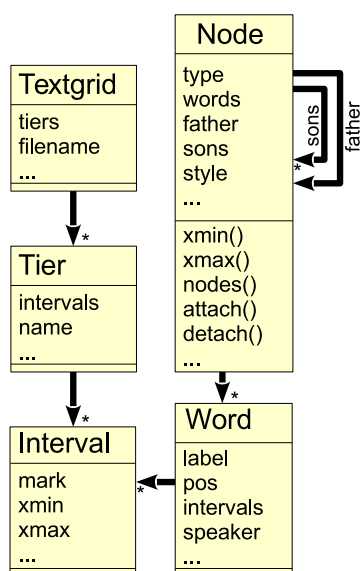 Textgrid
tiers
filename
...
*
Tier
intervals
name
...
*
Interval
mark
xmin
xmax
...
Node
type
words
father
sons
style
...
sons
*
father
xmin()
xmax()
nodes()
attach()
detach()
...
*
Word
label
pos
intervals
speaker
...
*